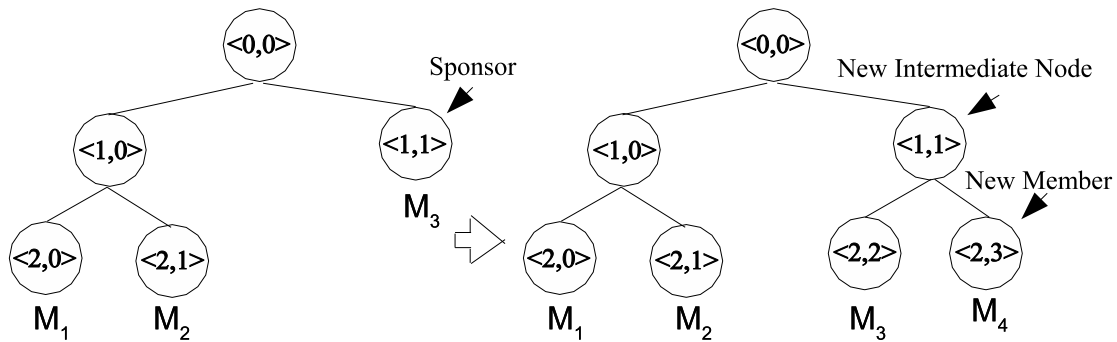 <0,0>
Sponsor
<1,0>
<1,1>
M3
<2,0>
<2,1>
M1
M2
<0,0>
New Intermediate Node
<1,0>
<1,1>
New Member
<2,0>
<2,1>
<2,2>
<2,3>
M1
M2
M3
M4